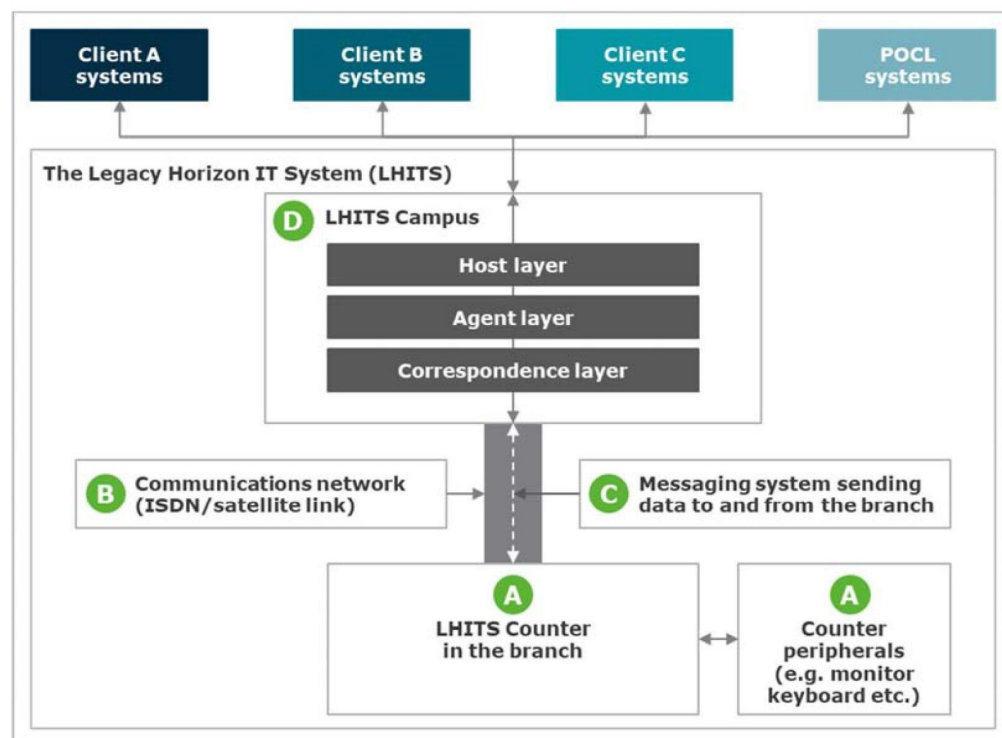 Client A
systems
Client B
systems
Client C
systems
POCL
systems
The Legacy Horizon IT System (LHITS)
D
LHITS Campus
Host layer
Agent layer
Correspondence layer
B
Communications network
(ISDN/satellite link)
C
Messaging system sending
data to and from the branch
A
LHITS Counter
in the branch
A
Counter
peripherals
(e.g. monitor
keyboard etc.)